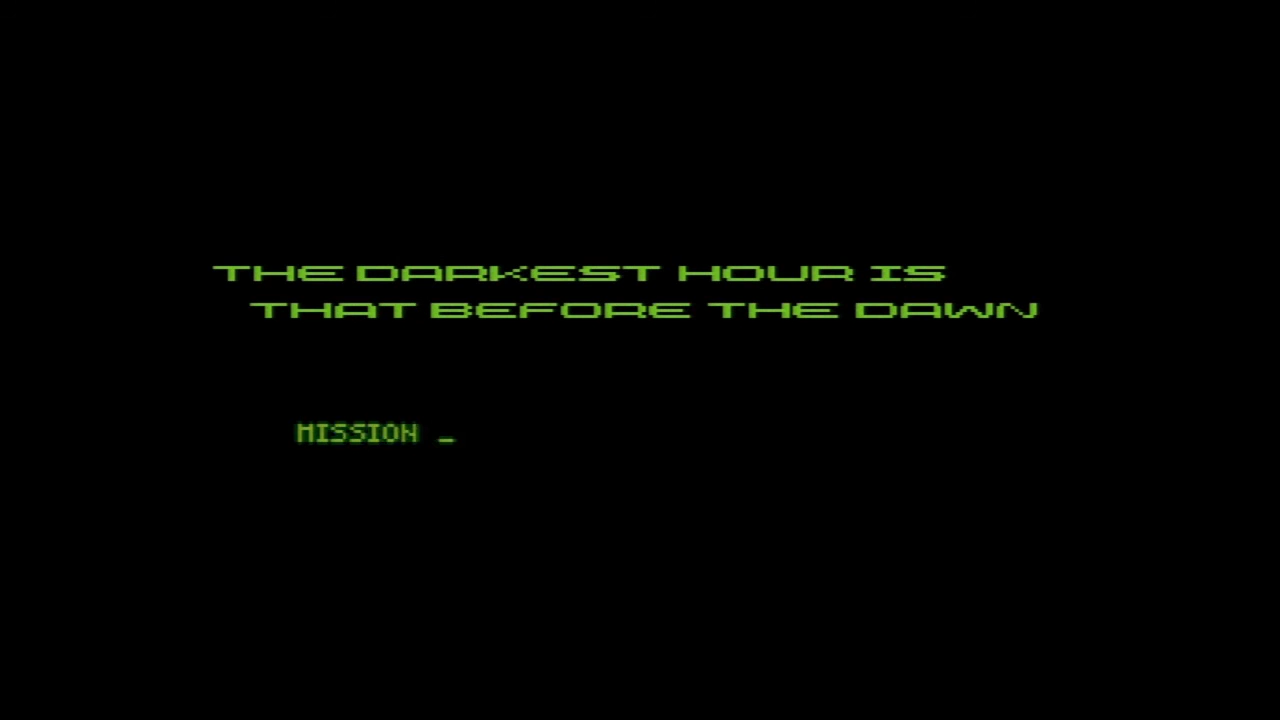 THE DARKEST HOUR IS
THAT BEFORE THE DAWN
MISSION _